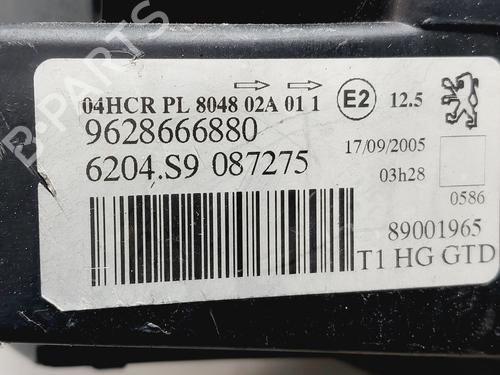 B-PARTS
04HCR PL 8048 02A 01 1 E2 12.5
9628666880
6204.S9 087275
17/09/2005
03h28
0586
89001965
T1 HG GTD